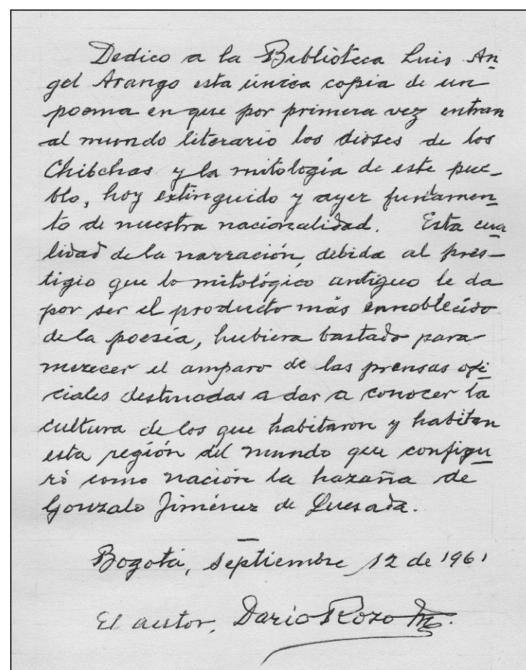 Dedico a la Biblioteca Luis An
gel Arango esta única copia de un
poema en que por primera vez entran
al mundo literario los dioses de los
Chibchas y la mitología de este pue-
blo, hoy extinguido y ayer fundamen-
to de nuestra nacionalidad. Esta cua
lidad de la narración, debida al pres-
tigio que lo mitológico antiguo le da
por ser el producto más ennoblecido
de la poesía, hubiera bastado para
merecer el amparo de las prensas ofi
ciales destinadas a dar a conocer la
cultura de los que habitaron y habitan
esta región del mundo que configu
ró como nación la hazaña de
Gonzalo Jiménez de Quesada.
Bogotá, septiembre 12 de 1961
El autor, Dario Rozo M.